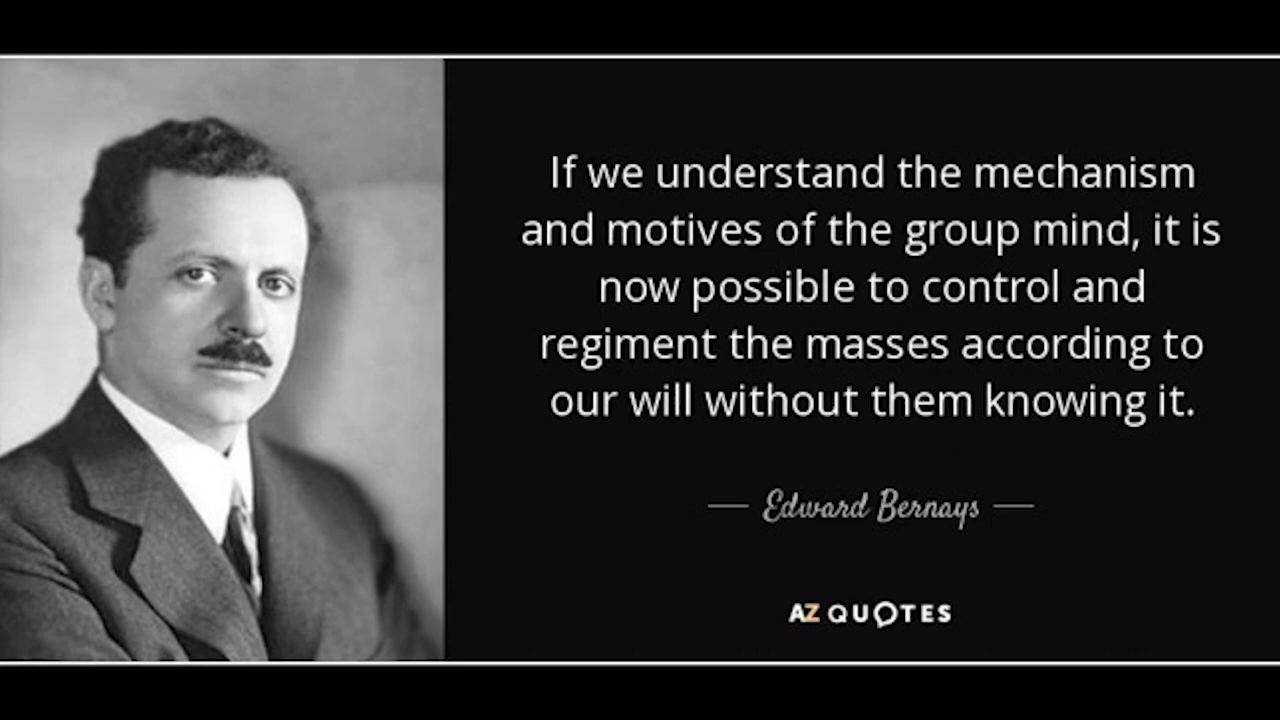 If we understand the mechanism
and motives of the group mind, it is
now possible to control and
regiment the masses according to
our will without them knowing it.
Edward Bernays
AZ QUOTES